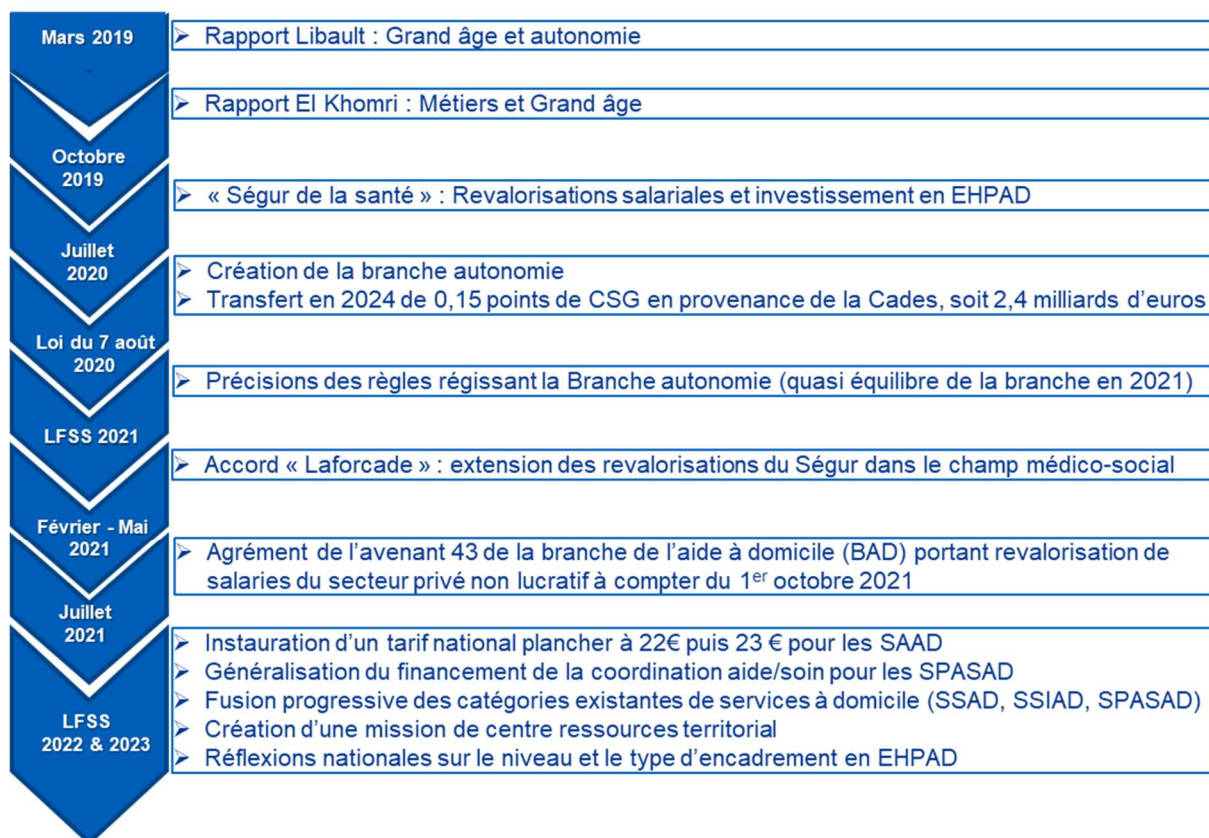 Mars 2019
➢ Rapport Libault : Grand âge et autonomie
➢ Rapport El Khomri : Métiers et Grand âge
Octobre
2019
➢ « Ségur de la santé » : Revalorisations salariales et investissement en EHPAD
Juillet
2020
➢ Création de la branche autonomie
➢ Transfert en 2024 de 0,15 points de CSG en provenance de la Cades, soit 2,4 milliards d’euros
Loi du 7 août
2020
➢ Précisions des règles régissant la Branche autonomie (quasi équilibre de la branche en 2021)
LFSS 2021
➢ Accord « Laforcade » : extension des revalorisations du Ségur dans le champ médico-social
Février - Mai
2021
➢ Agrément de l’avenant 43 de la branche de l’aide à domicile (BAD) portant revalorisation de
salaries du secteur privé non lucratif à compter du 1er octobre 2021
Juillet
2021
➢ Instauration d’un tarif national plancher à 22€ puis 23 € pour les SAAD
➢ Généralisation du financement de la coordination aide/soin pour les SPASAD
➢ Fusion progressive des catégories existantes de services à domicile (SSAD, SSIAD, SPASAD)
➢ Création d’une mission de centre ressources territorial
➢ Réflexions nationales sur le niveau et le type d’encadrement en EHPAD
LFSS
2022 & 2023